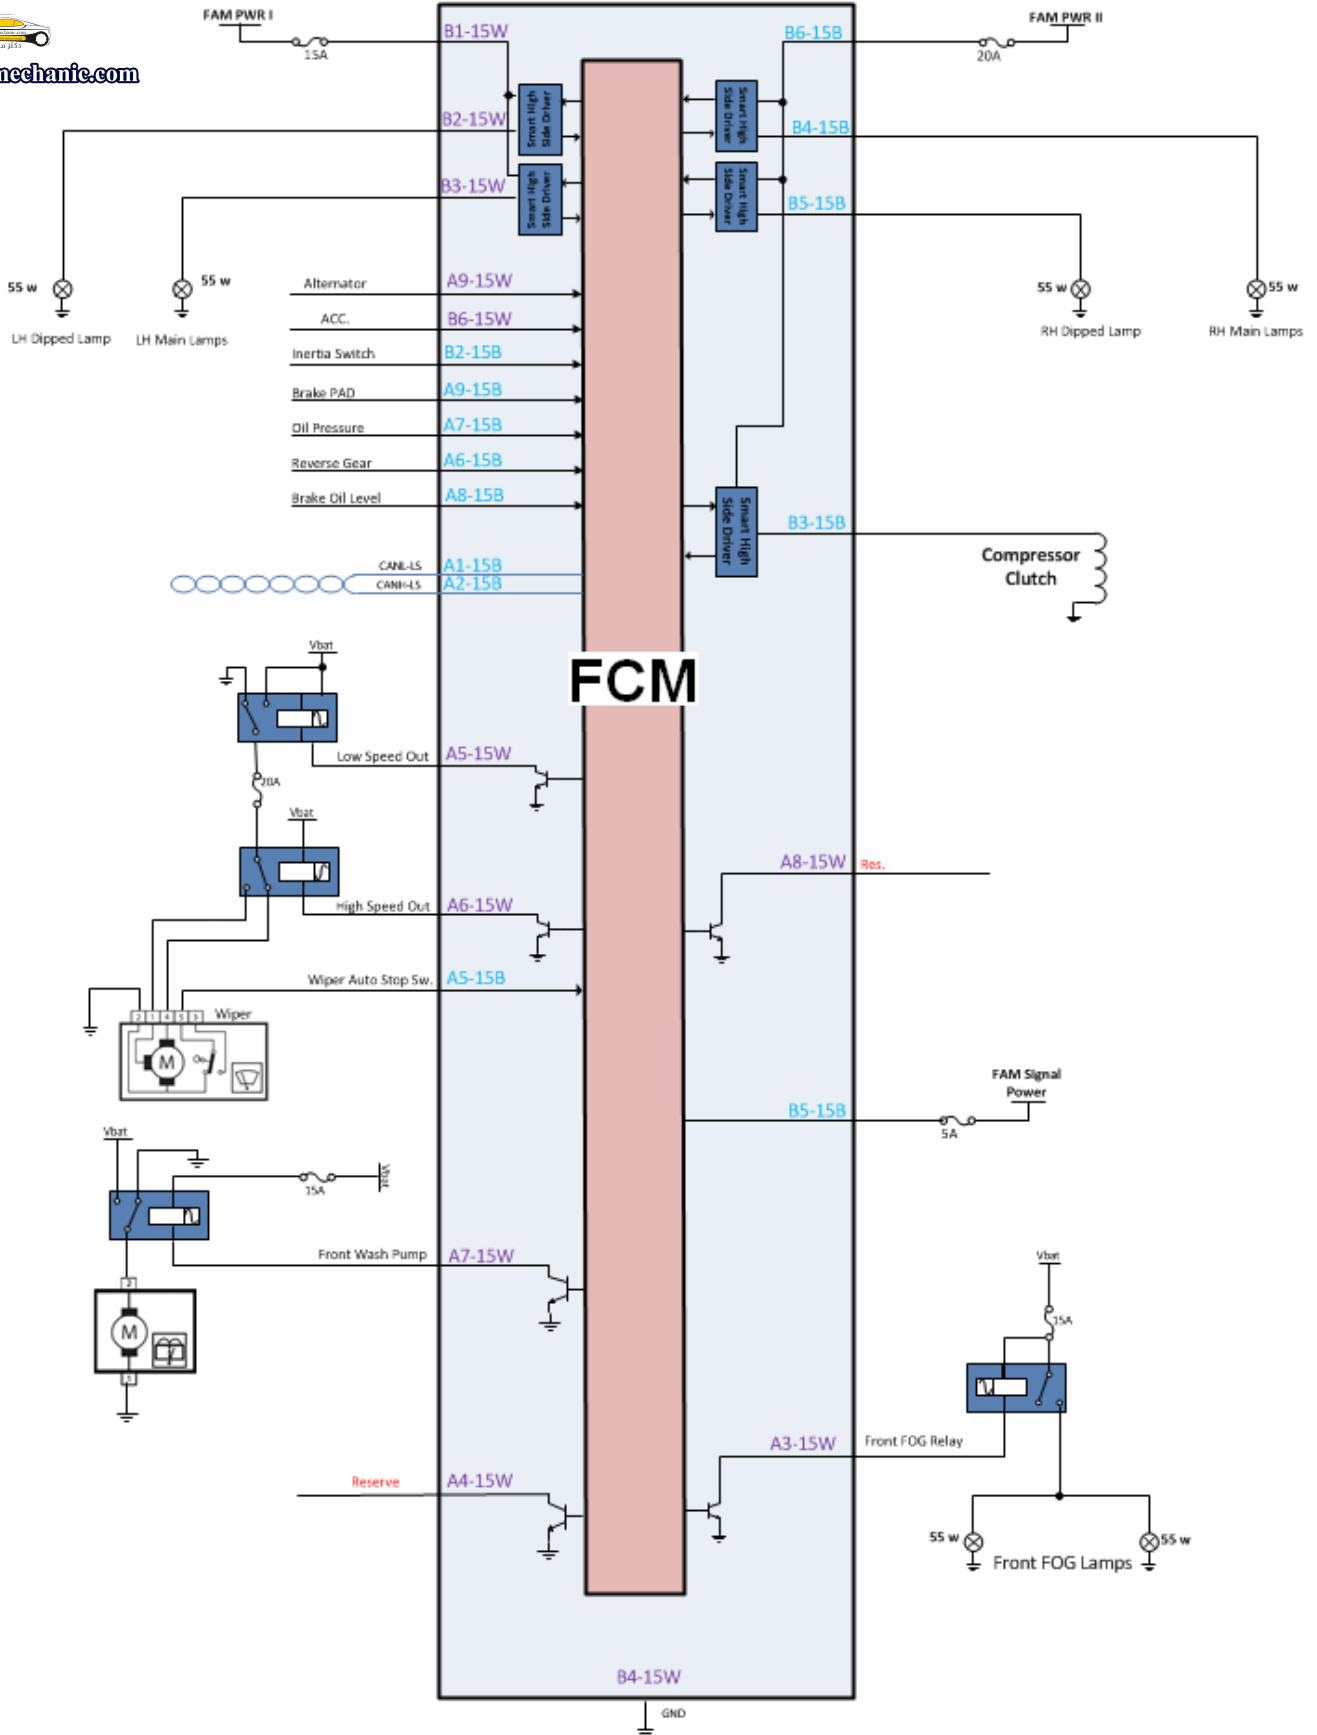 FAM PWR I
FAM PWR II
mechanic.com
15A
20A
B1-15W
B6-15B
Smart High
Side Driver
Smart High
Side Driver
B2-15W
B4-15B
Smart High
Side Driver
Smart High
Side Driver
B3-15W
B5-15B
55 w
55 w
55 w
55 w
LH Dipped Lamp
LH Main Lamps
RH Dipped Lamp
RH Main Lamps
Alternator
A9-15W
ACC.
B6-15W
Inertia Switch
B2-15B
Brake PAD
A9-15B
Oil Pressure
A7-15B
Reverse Gear
A6-15B
Brake Oil Level
A8-15B
Smart High
Side Driver
B3-15B
Compressor
Clutch
CANL-LS
A1-15B
CANH-LS
A2-15B
FCM
Vbat
Low Speed Out
A5-15W
20A
Vbat
High Speed Out
A6-15W
A8-15W
Res.
Wiper Auto Stop Sw.
A5-15B
2 1 4 5 3
Wiper
M
FAM Signal
Power
B5-15B
5A
Vbat
15A
Vbat
Front Wash Pump
A7-15W
2
M
1
Vbat
15A
A3-15W
Front FOG Relay
Reserve
A4-15W
55 w
55 w
Front FOG Lamps
B4-15W
GND